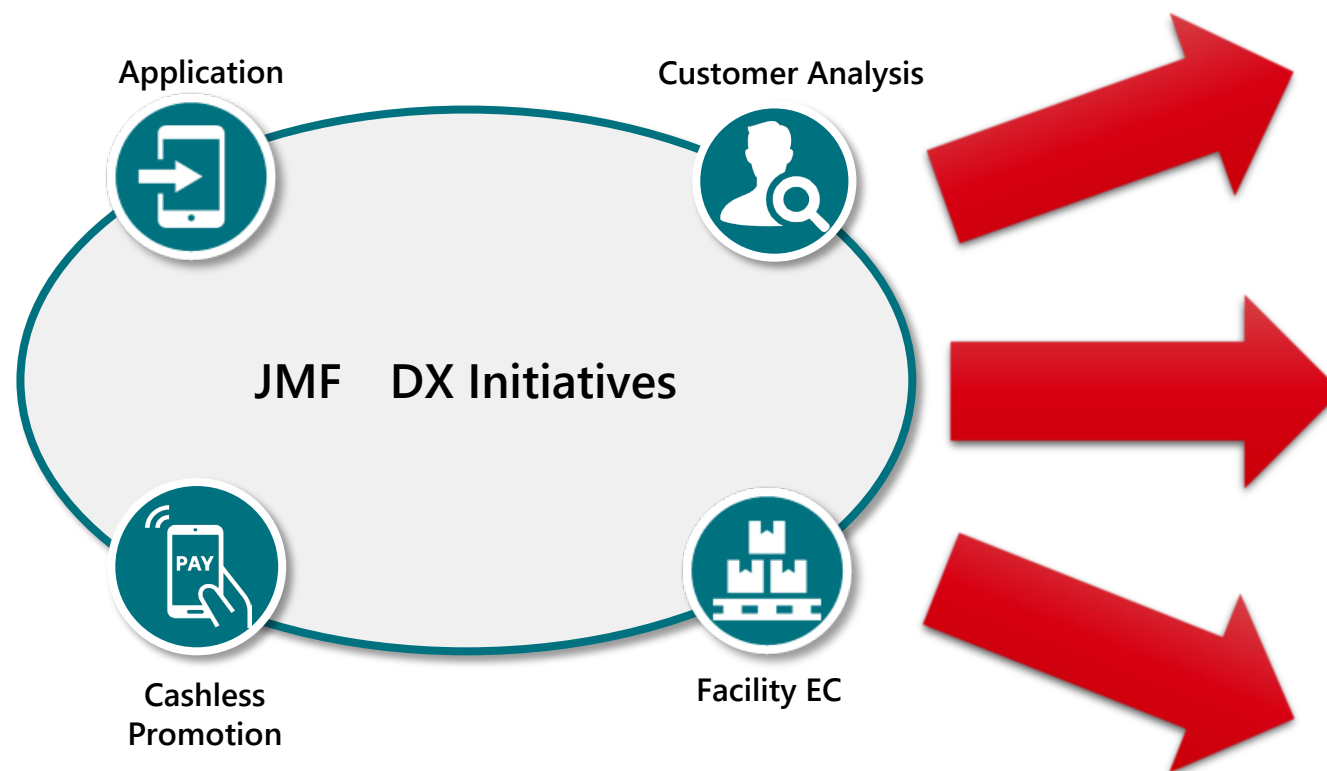 Application
Customer Analysis
JMF DX Initiatives
PAY
Cashless
Promotion
Facility EC